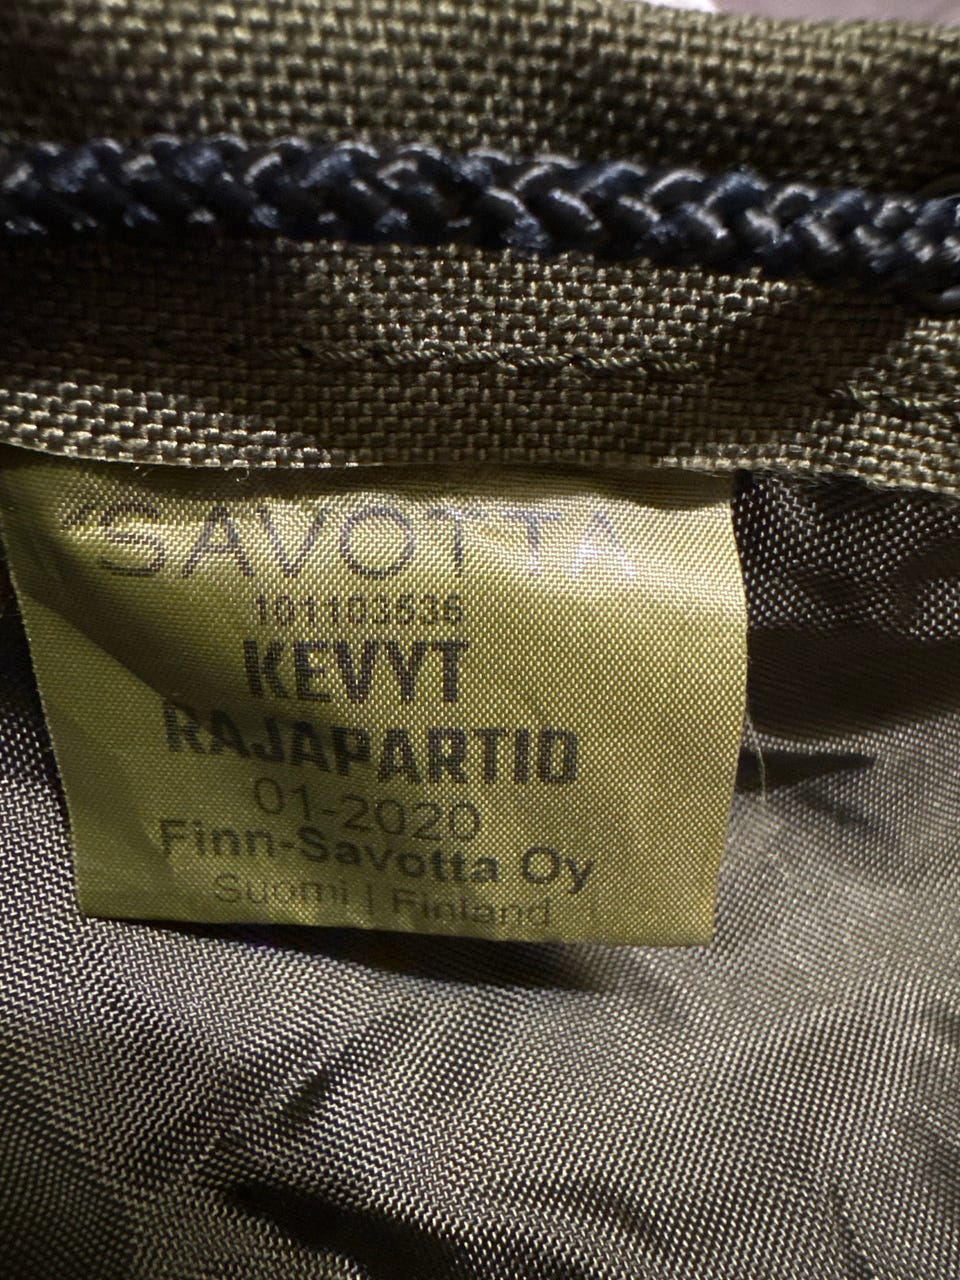 SAVOTTA
101103536
KEVYT
RAJAPARTIO
01-2020
Finn-Savotta Oy
Suomi | Finland